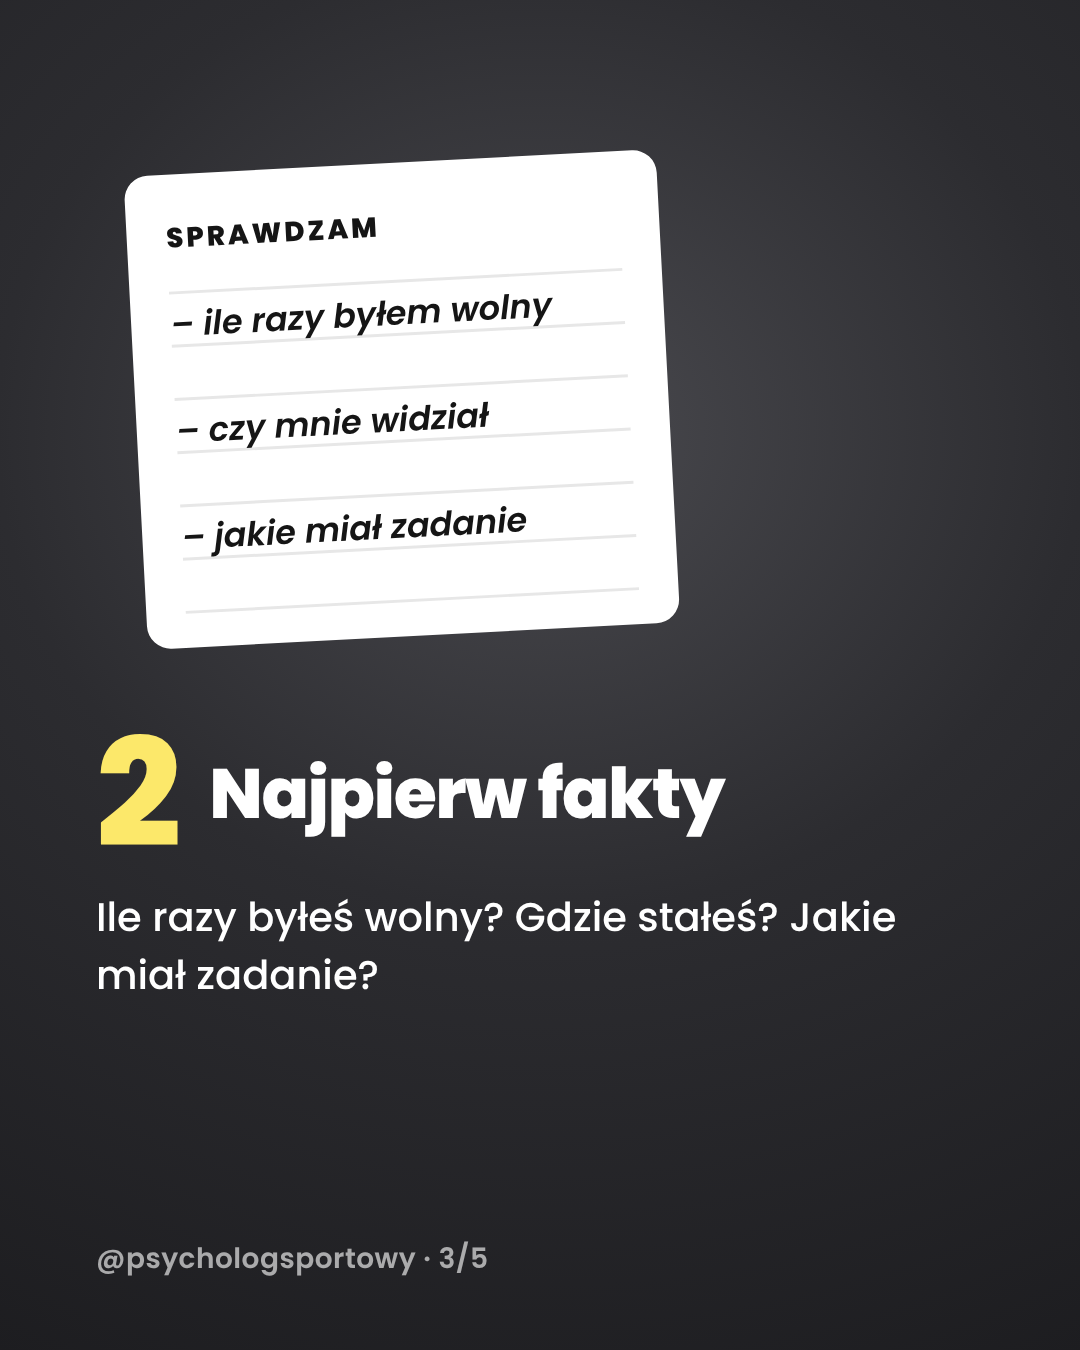 SPRAWDZAM
– ile razy byłem wolny
– czy mnie widział
– jakie miał zadanie
2 Najpierw fakty
Ile razy byłeś wolny? Gdzie stałeś? Jakie
miał zadanie?
@psychologsportowy · 3/5